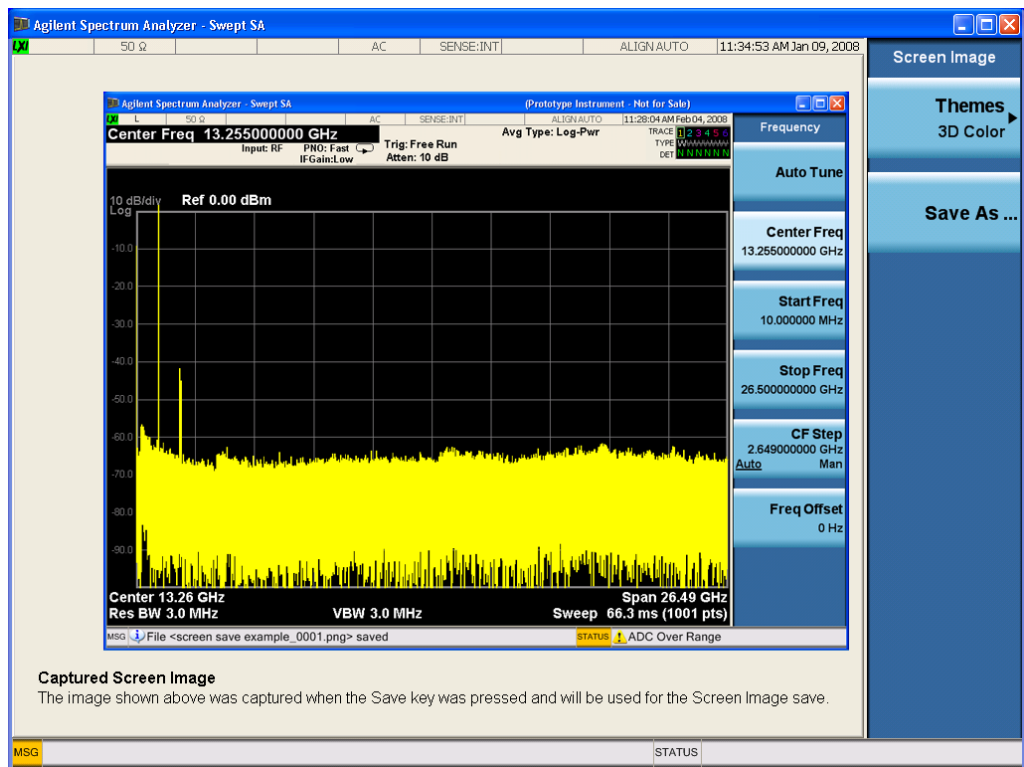 Agilent Spectrum Analyzer - Swept SA
LXI 50 Ω AC SENSE:INT ALIGN AUTO 11:34:53 AM Jan 09, 2008
Screen Image
Themes
3D Color
Save As ...
Agilent Spectrum Analyzer - Swept SA (Prototype Instrument - Not for Sale)
LXI L 50 Ω AC SENSE:INT ALIGNAUTO 11:28:04 AM Feb 04, 2008
Center Freq 13.255000000 GHz
Input: RF PNO: Fast
IFGain:Low
Trig: Free Run
Atten: 10 dB
Avg Type: Log-Pwr
TRACE 1 2 3 4 5 6
TYPE WWWWWW
DET N N N N N N
10 dB/div Ref 0.00 dBm
Log
-10.0
-20.0
-30.0
-40.0
-50.0
-60.0
-70.0
-80.0
-90.0
Center 13.26 GHz Span 26.49 GHz
Res BW 3.0 MHz VBW 3.0 MHz Sweep 66.3 ms (1001 pts)
MSG File <screen save example_0001.png> saved STATUS ADC Over Range
Frequency
Auto Tune
Center Freq
13.255000000 GHz
Start Freq
10.000000 MHz
Stop Freq
26.500000000 GHz
CF Step
2.649000000 GHz
Auto Man
Freq Offset
0 Hz
Captured Screen Image
The image shown above was captured when the Save key was pressed and will be used for the Screen Image save.
MSG STATUS